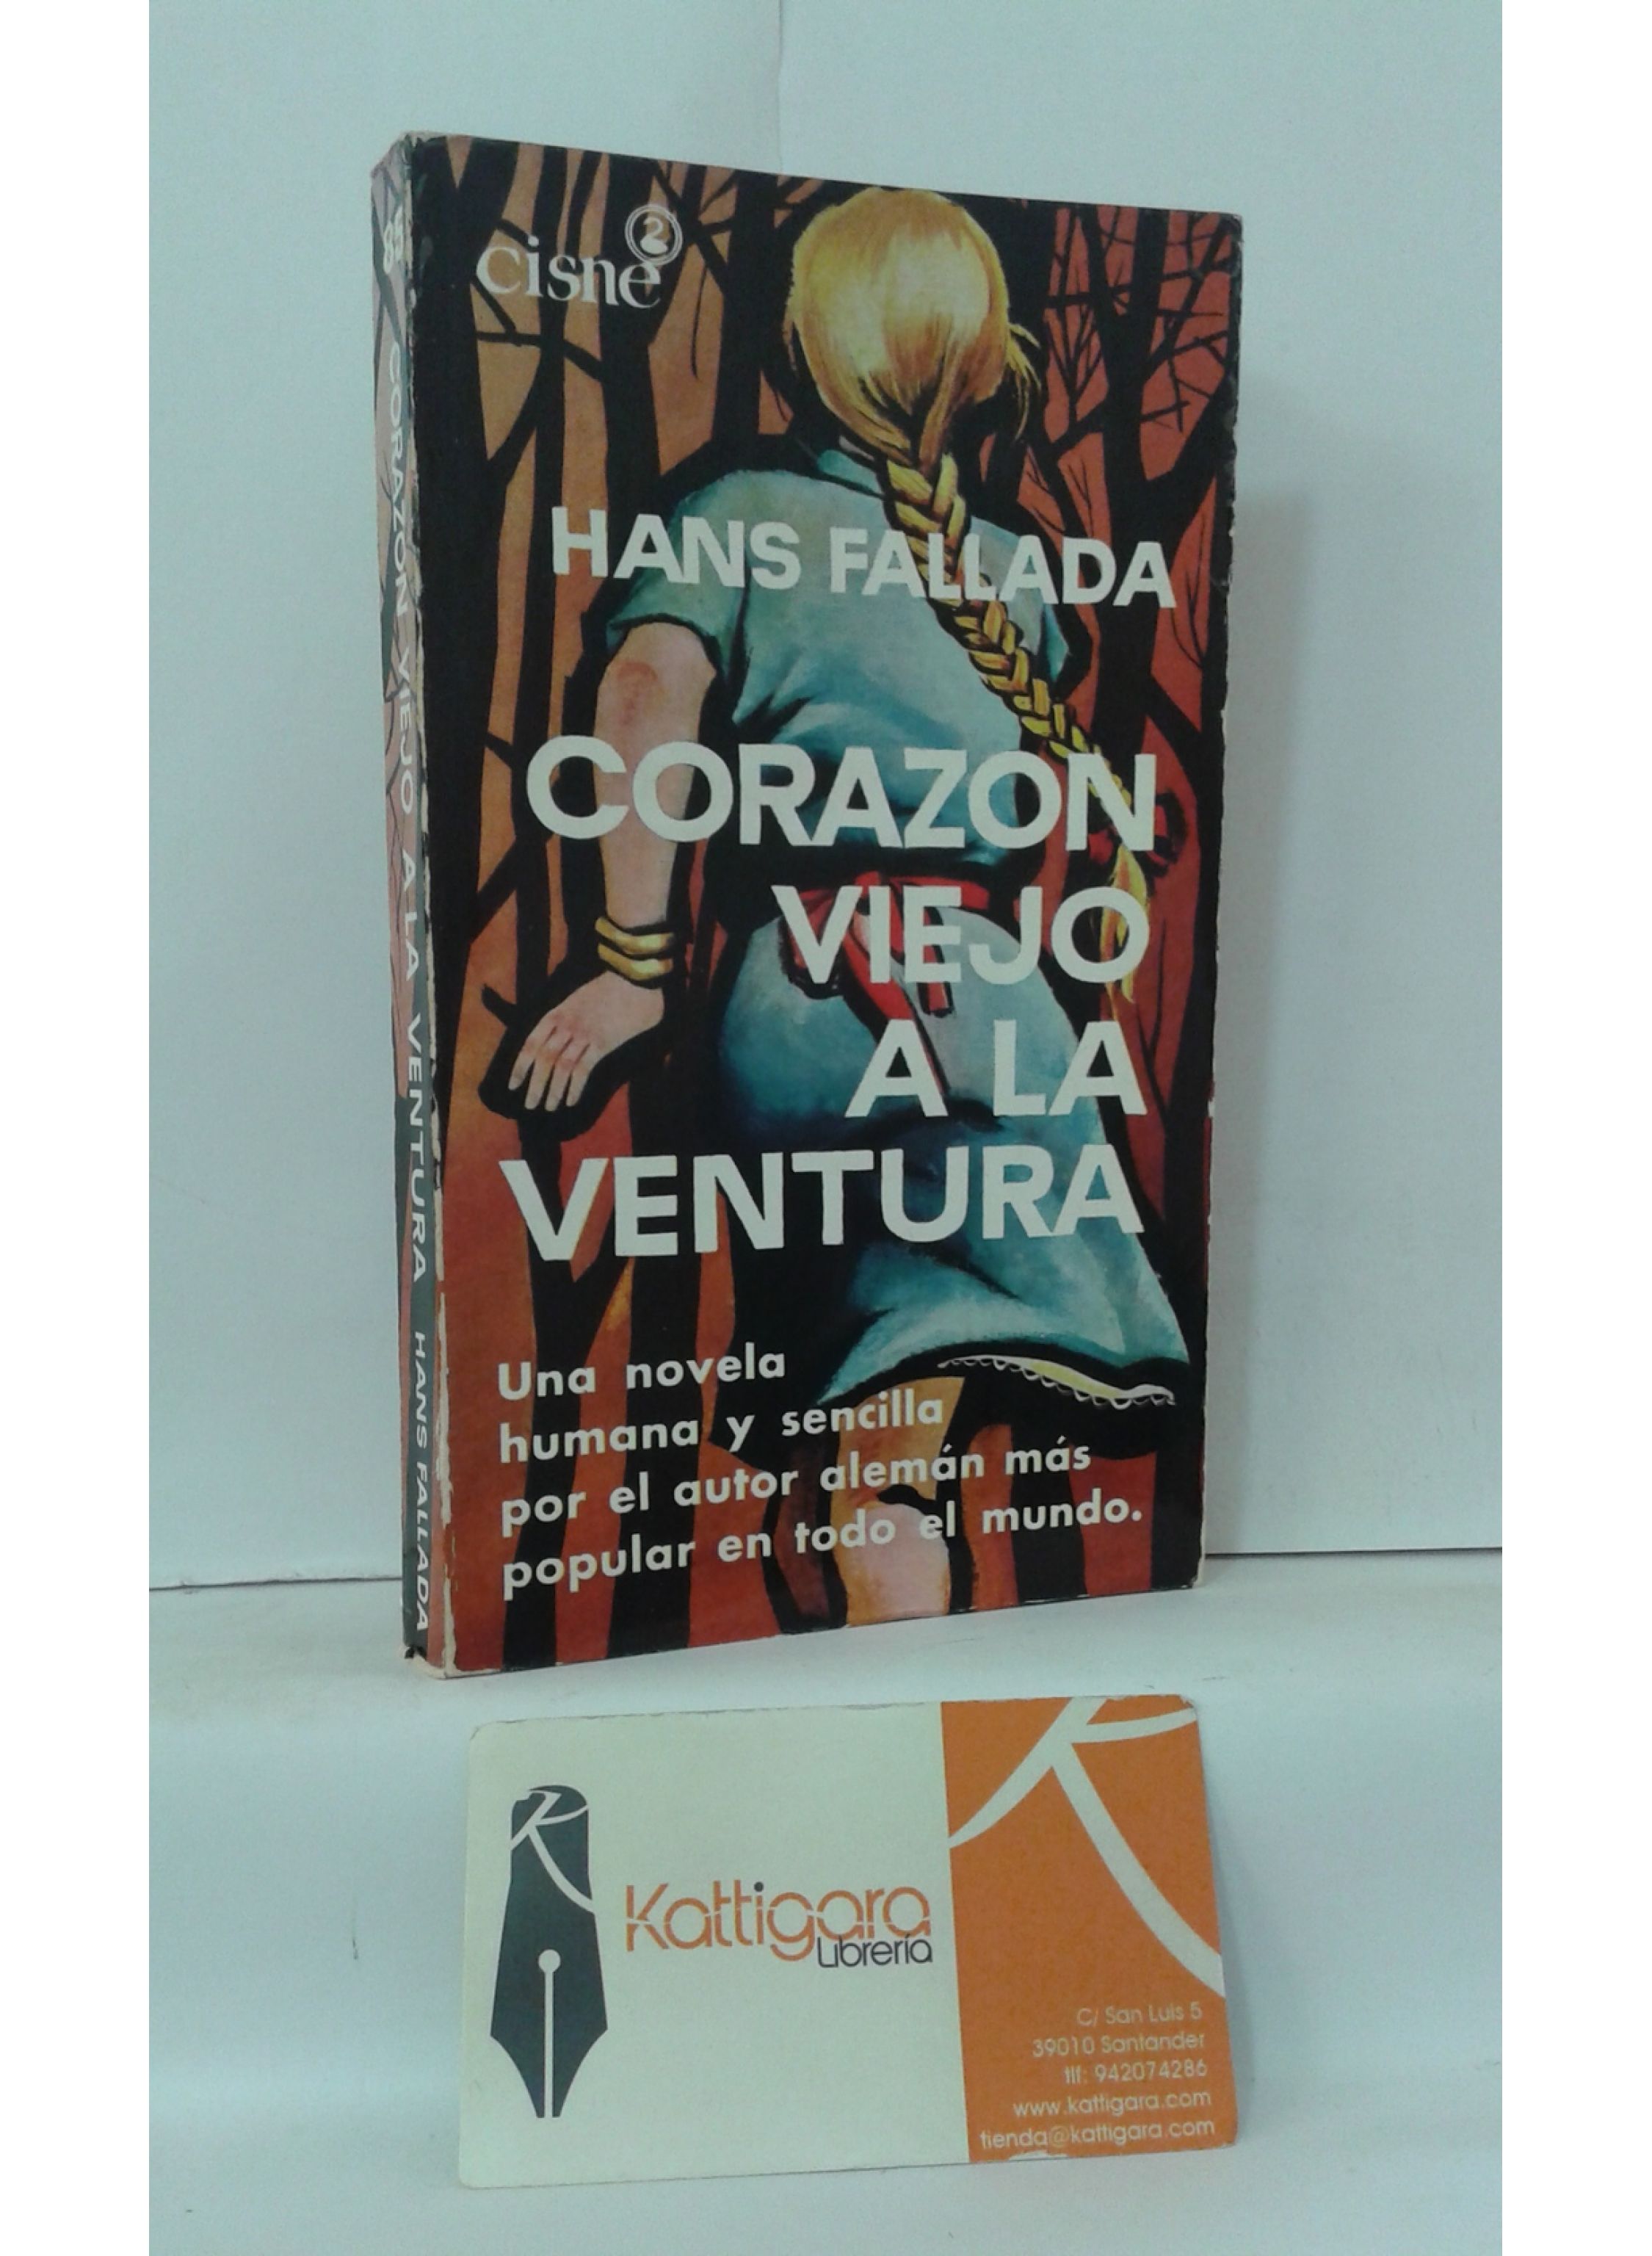 cisne 2
HANS FALLADA
CORAZON
VIEJO
A LA
VENTURA
Una novela
humana y sencilla
por el autor alemán más
popular en todo el mundo.
CORAZON VIEJO A LA VENTURA HANS FALLADA
K
Kattigara
Librería
K
C/ San Luis 5
39010 Santander
tlf: 942074286
www.kattigara.com
tienda@kattigara.com